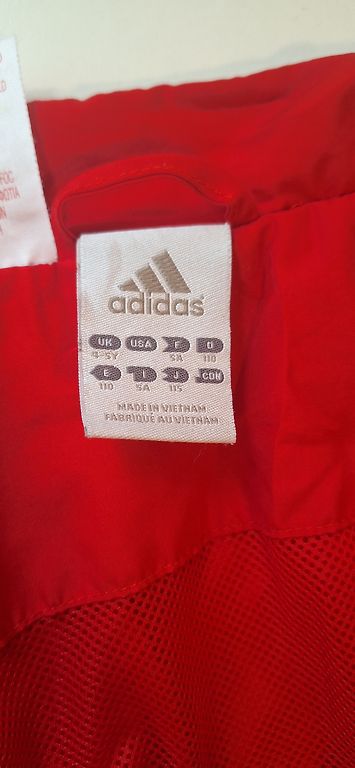 adidas
UK USA F D
4-5Y 5A 110
E I J CDN
110 5A 115
MADE IN VIETNAM
FABRIQUÉ AU VIETNAM